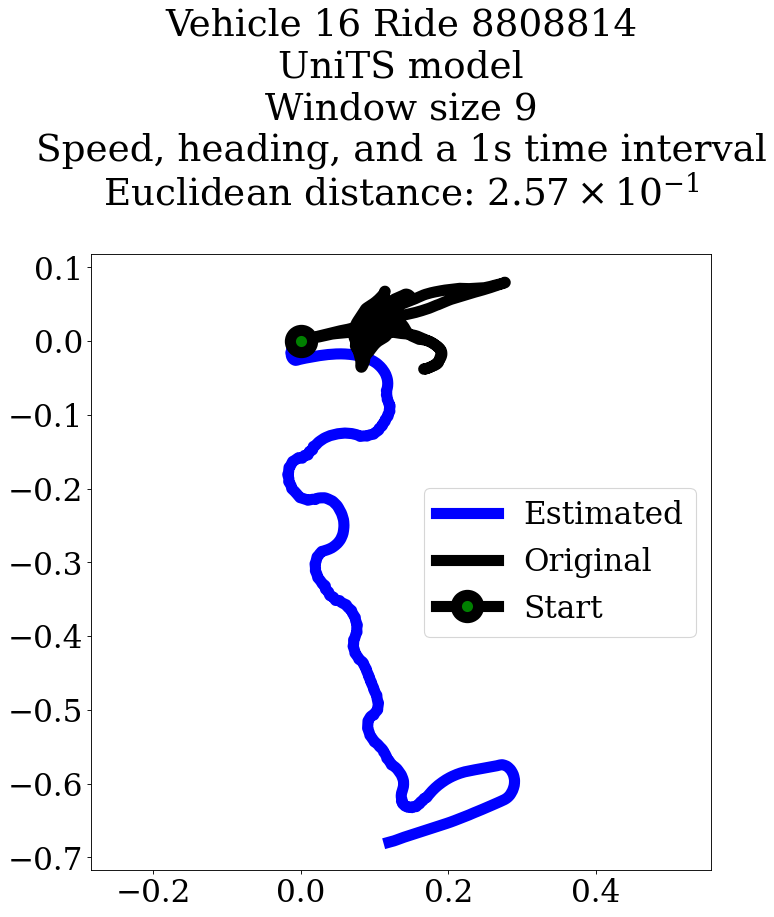 Vehicle 16 Ride 8808814
UniTS model
Window size 9
Speed, heading, and a 1s time interval
Euclidean distance: 2.57 × 10⁻¹
0.1
0.0
−0.1
−0.2
−0.3
−0.4
−0.5
−0.6
−0.7
Estimated
Original
Start
−0.2 0.0 0.2 0.4